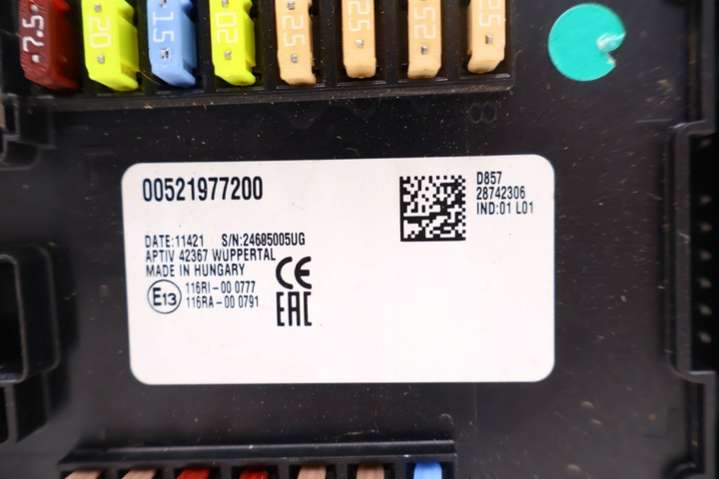 7.5 20 15 20 25 25 25 25
8
00521977200
D857
28742306
IND:01 L01
DATE:11421 S/N:24685005UG
APTIV 42367 WUPPERTAL
MADE IN HUNGARY
CE
E13
116RI-00 0777
116RA-00 0791
EAC